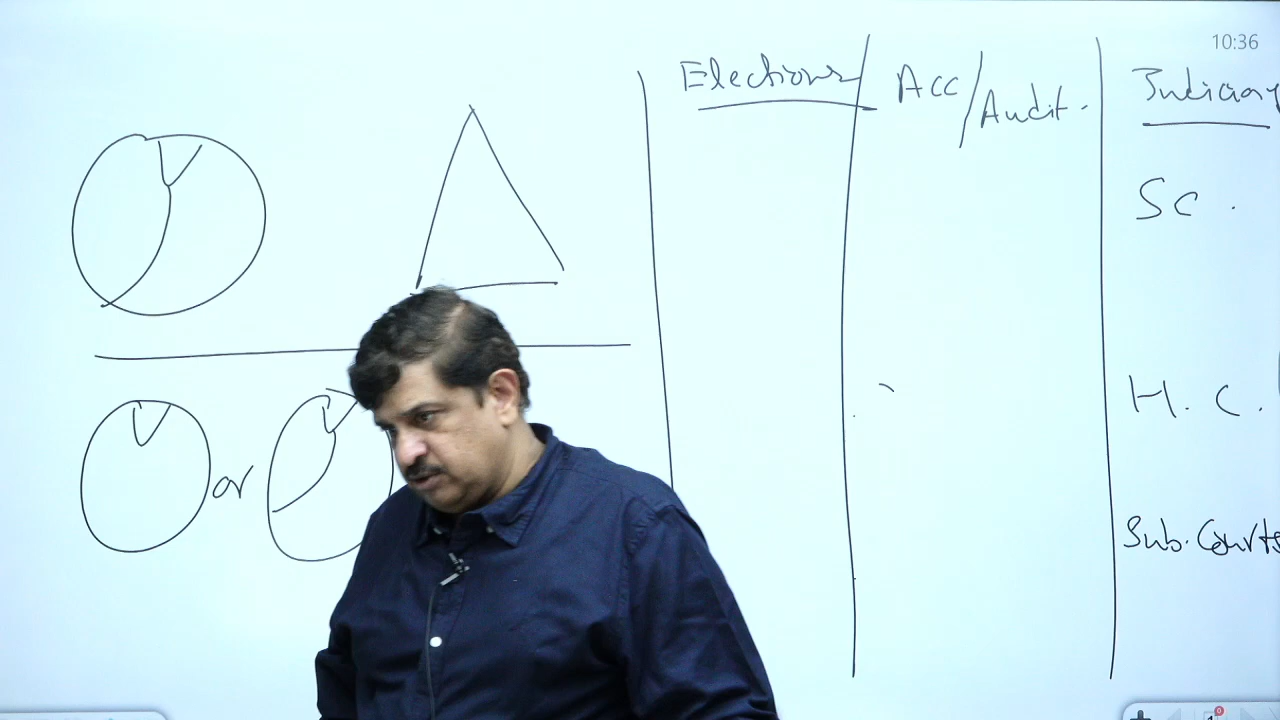 10:36
Elections
Acc/Audit.
Judiciary
SC.
H.C.
or
Sub.Courts